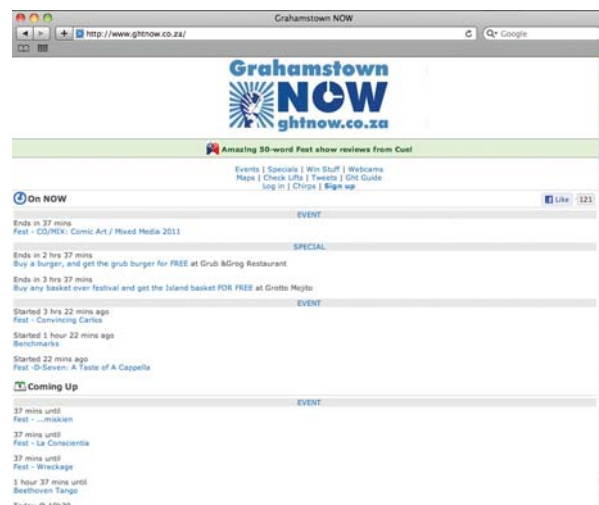 Grahamstown NOW
http://www.ghtnow.co.za/
Google
Grahamstown
NOW
ghtnow.co.za
Amazing 50-word Fest show reviews from Cue!
Events | Specials | Win Stuff | Webcams
Maps | Check Lifts | Tweets | Ght Guide
Log in | Chirps | Sign up
On NOW
Like 121
EVENT
Ends in 37 mins
Fest - CO/MIX: Comic Art / Mixed Media 2011
SPECIAL
Ends in 2 hrs 37 mins
Buy a burger, and get the grub burger for FREE at Grub &Grog Restaurant
Ends in 3 hrs 37 mins
Buy any basket over festival and get the Island basket FOR FREE at Grotto Mojito
EVENT
Started 3 hrs 22 mins ago
Fest - Convincing Carlos
Started 1 hour 22 mins ago
Benchmarks
Started 22 mins ago
Fest -D-Seven: A Taste of A Cappella
Coming Up
EVENT
37 mins until
Fest - ...miskien
37 mins until
Fest - La Conscientia
37 mins until
Fest - Wreckage
1 hour 37 mins until
Beethoven Tango